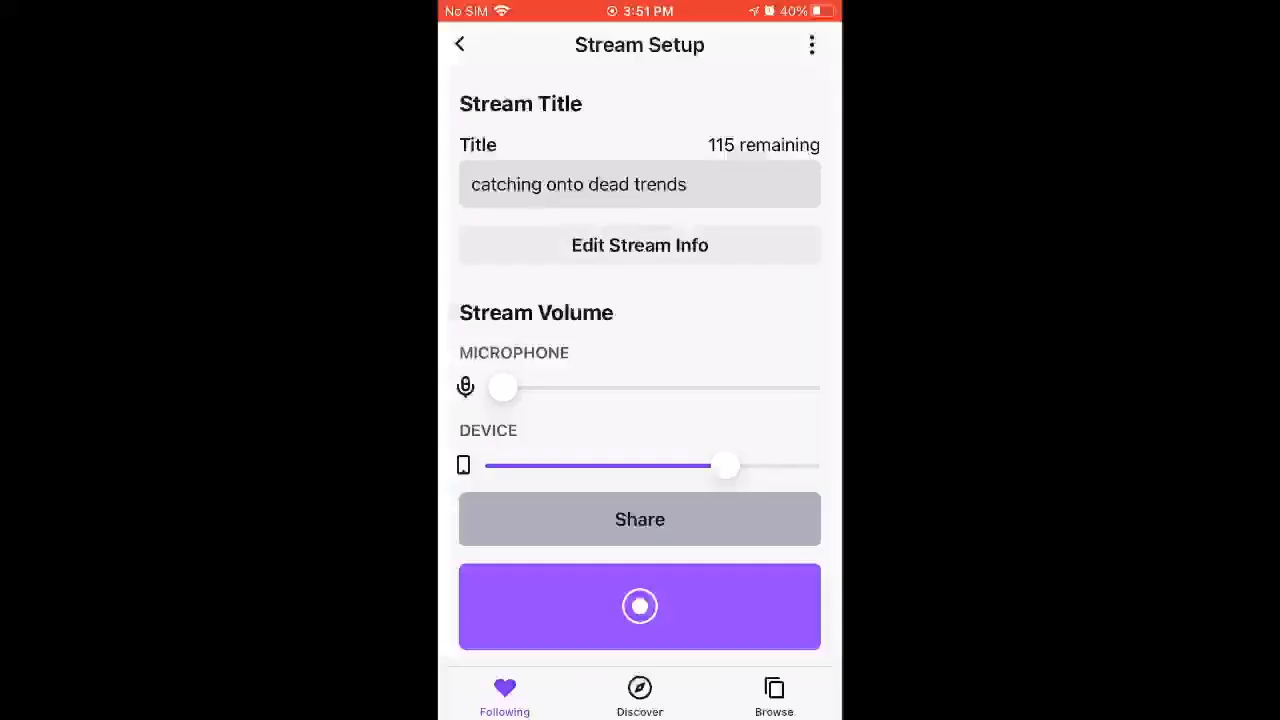 No SIM 3:51 PM 40%
Stream Setup
Stream Title
Title 115 remaining
catching onto dead trends
Edit Stream Info
Stream Volume
MICROPHONE
DEVICE
Share
Following Discover Browse